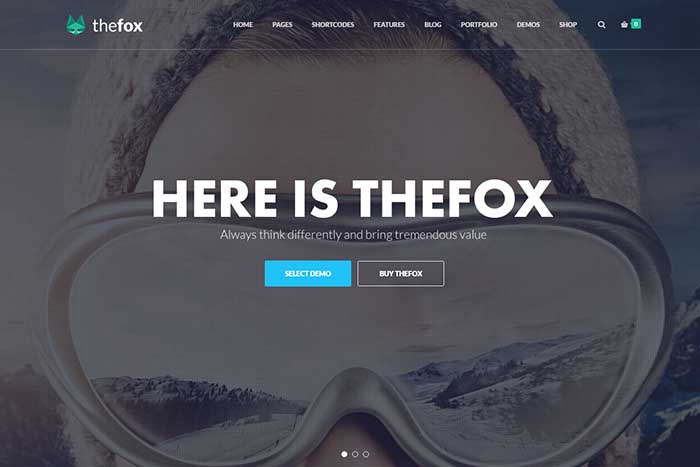 thefox
HOME PAGES SHORTCODES FEATURES BLOG PORTFOLIO DEMOS SHOP 0
HERE IS THEFOX
Always think differently and bring tremendous value
SELECT DEMO BUY THEFOX